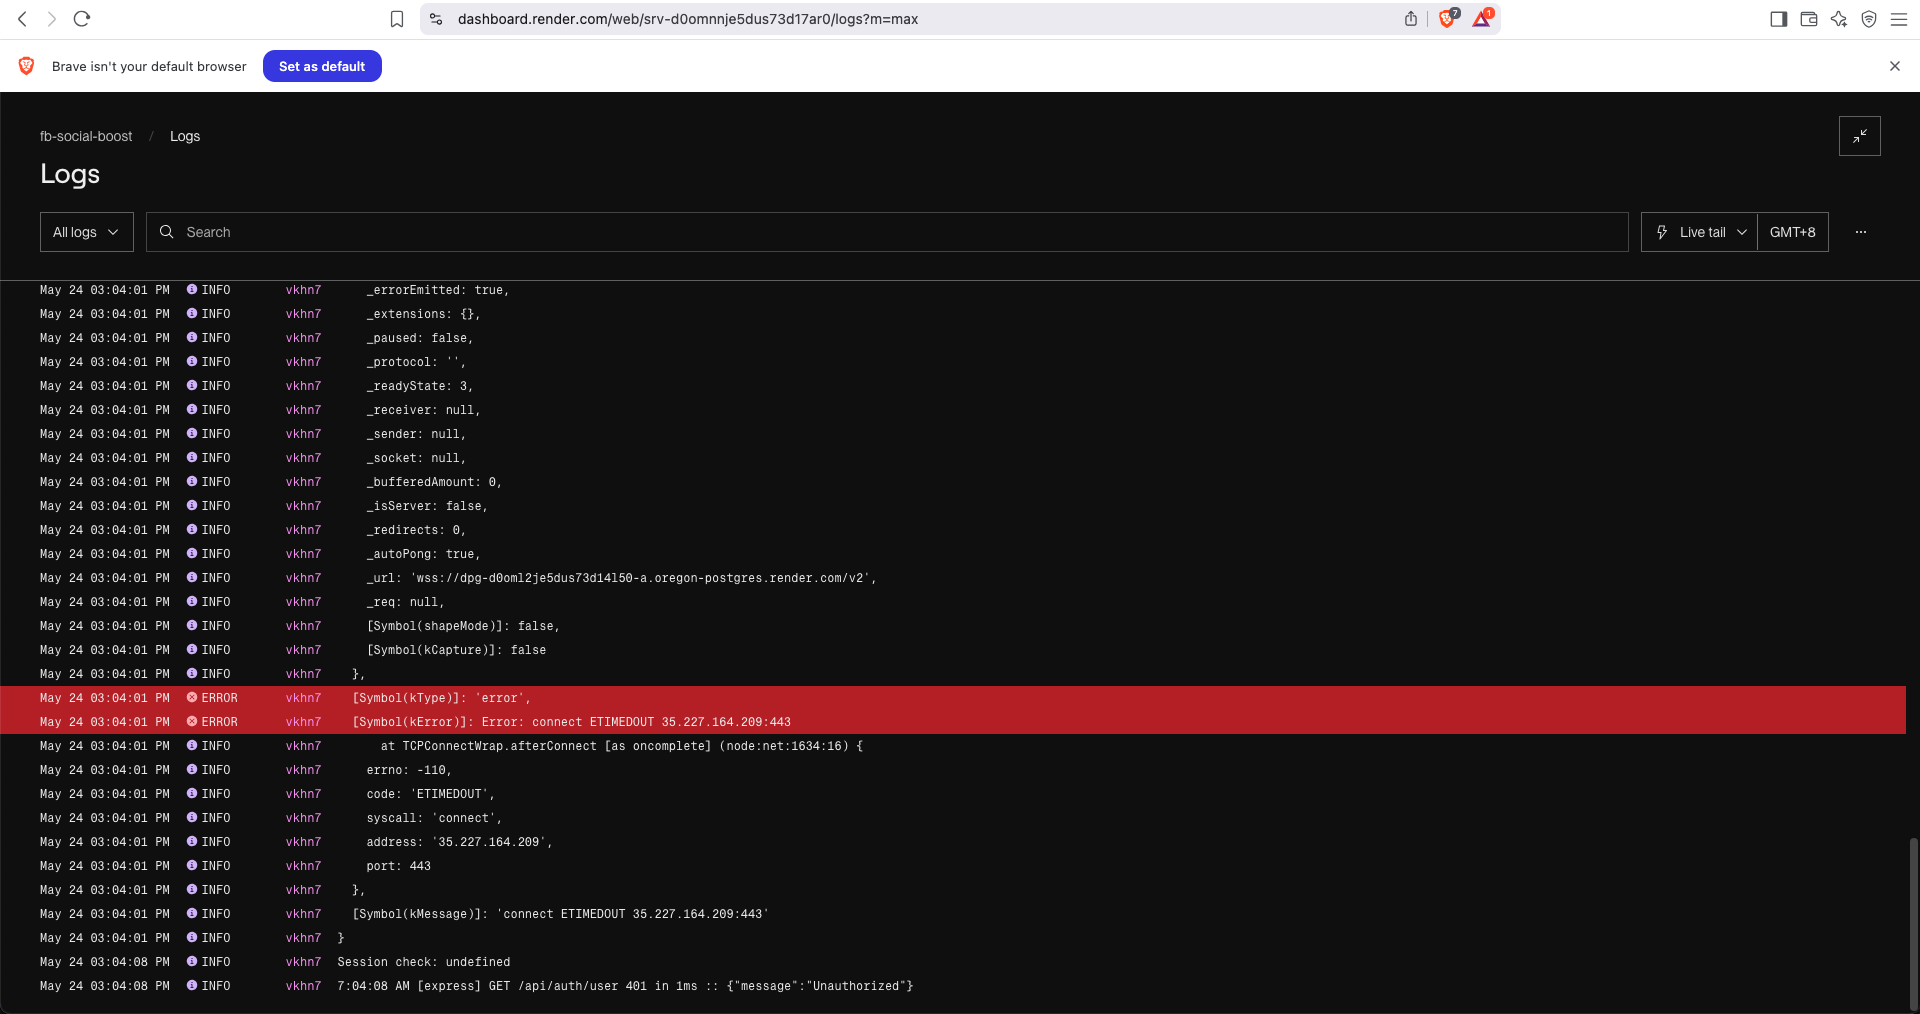 dashboard.render.com/web/srv-d0omnnje5dus73d17ar0/logs?m=max
7
1
Brave isn't your default browser
Set as default
fb-social-boost / Logs
Logs
All logs
Search
Live tail
GMT+8
May 24 03:04:01 PM INFO vkhn7 _errorEmitted: true,
May 24 03:04:01 PM INFO vkhn7 _extensions: {},
May 24 03:04:01 PM INFO vkhn7 _paused: false,
May 24 03:04:01 PM INFO vkhn7 _protocol: '',
May 24 03:04:01 PM INFO vkhn7 _readyState: 3,
May 24 03:04:01 PM INFO vkhn7 _receiver: null,
May 24 03:04:01 PM INFO vkhn7 _sender: null,
May 24 03:04:01 PM INFO vkhn7 _socket: null,
May 24 03:04:01 PM INFO vkhn7 _bufferedAmount: 0,
May 24 03:04:01 PM INFO vkhn7 _isServer: false,
May 24 03:04:01 PM INFO vkhn7 _redirects: 0,
May 24 03:04:01 PM INFO vkhn7 _autoPong: true,
May 24 03:04:01 PM INFO vkhn7 _url: 'wss://dpg-d0oml2je5dus73d14l50-a.oregon-postgres.render.com/v2',
May 24 03:04:01 PM INFO vkhn7 _req: null,
May 24 03:04:01 PM INFO vkhn7 [Symbol(shapeMode)]: false,
May 24 03:04:01 PM INFO vkhn7 [Symbol(kCapture)]: false
May 24 03:04:01 PM INFO vkhn7 },
May 24 03:04:01 PM ERROR vkhn7 [Symbol(kType)]: 'error',
May 24 03:04:01 PM ERROR vkhn7 [Symbol(kError)]: Error: connect ETIMEDOUT 35.227.164.209:443
May 24 03:04:01 PM INFO vkhn7 at TCPConnectWrap.afterConnect [as oncomplete] (node:net:1634:16) {
May 24 03:04:01 PM INFO vkhn7 errno: -110,
May 24 03:04:01 PM INFO vkhn7 code: 'ETIMEDOUT',
May 24 03:04:01 PM INFO vkhn7 syscall: 'connect',
May 24 03:04:01 PM INFO vkhn7 address: '35.227.164.209',
May 24 03:04:01 PM INFO vkhn7 port: 443
May 24 03:04:01 PM INFO vkhn7 },
May 24 03:04:01 PM INFO vkhn7 [Symbol(kMessage)]: 'connect ETIMEDOUT 35.227.164.209:443'
May 24 03:04:01 PM INFO vkhn7 }
May 24 03:04:08 PM INFO vkhn7 Session check: undefined
May 24 03:04:08 PM INFO vkhn7 7:04:08 AM [express] GET /api/auth/user 401 in 1ms :: {"message":"Unauthorized"}